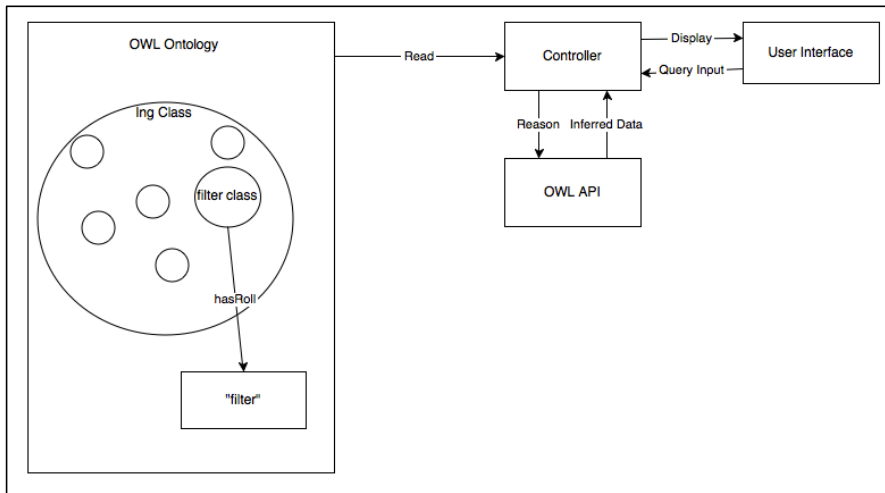 OWL Ontology
Ing Class
filter class
hasRoll
"filter"
Read
Controller
Display
Query Input
User Interface
Reason
Inferred Data
OWL API